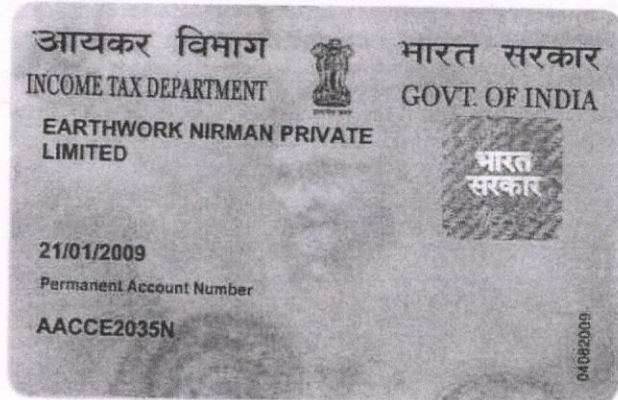 आयकर विभाग
INCOME TAX DEPARTMENT
भारत सरकार
GOVT. OF INDIA
EARTHWORK NIRMAN PRIVATE
LIMITED
भारत
सरकार
21/01/2009
Permanent Account Number
AACCE2035N
04082009